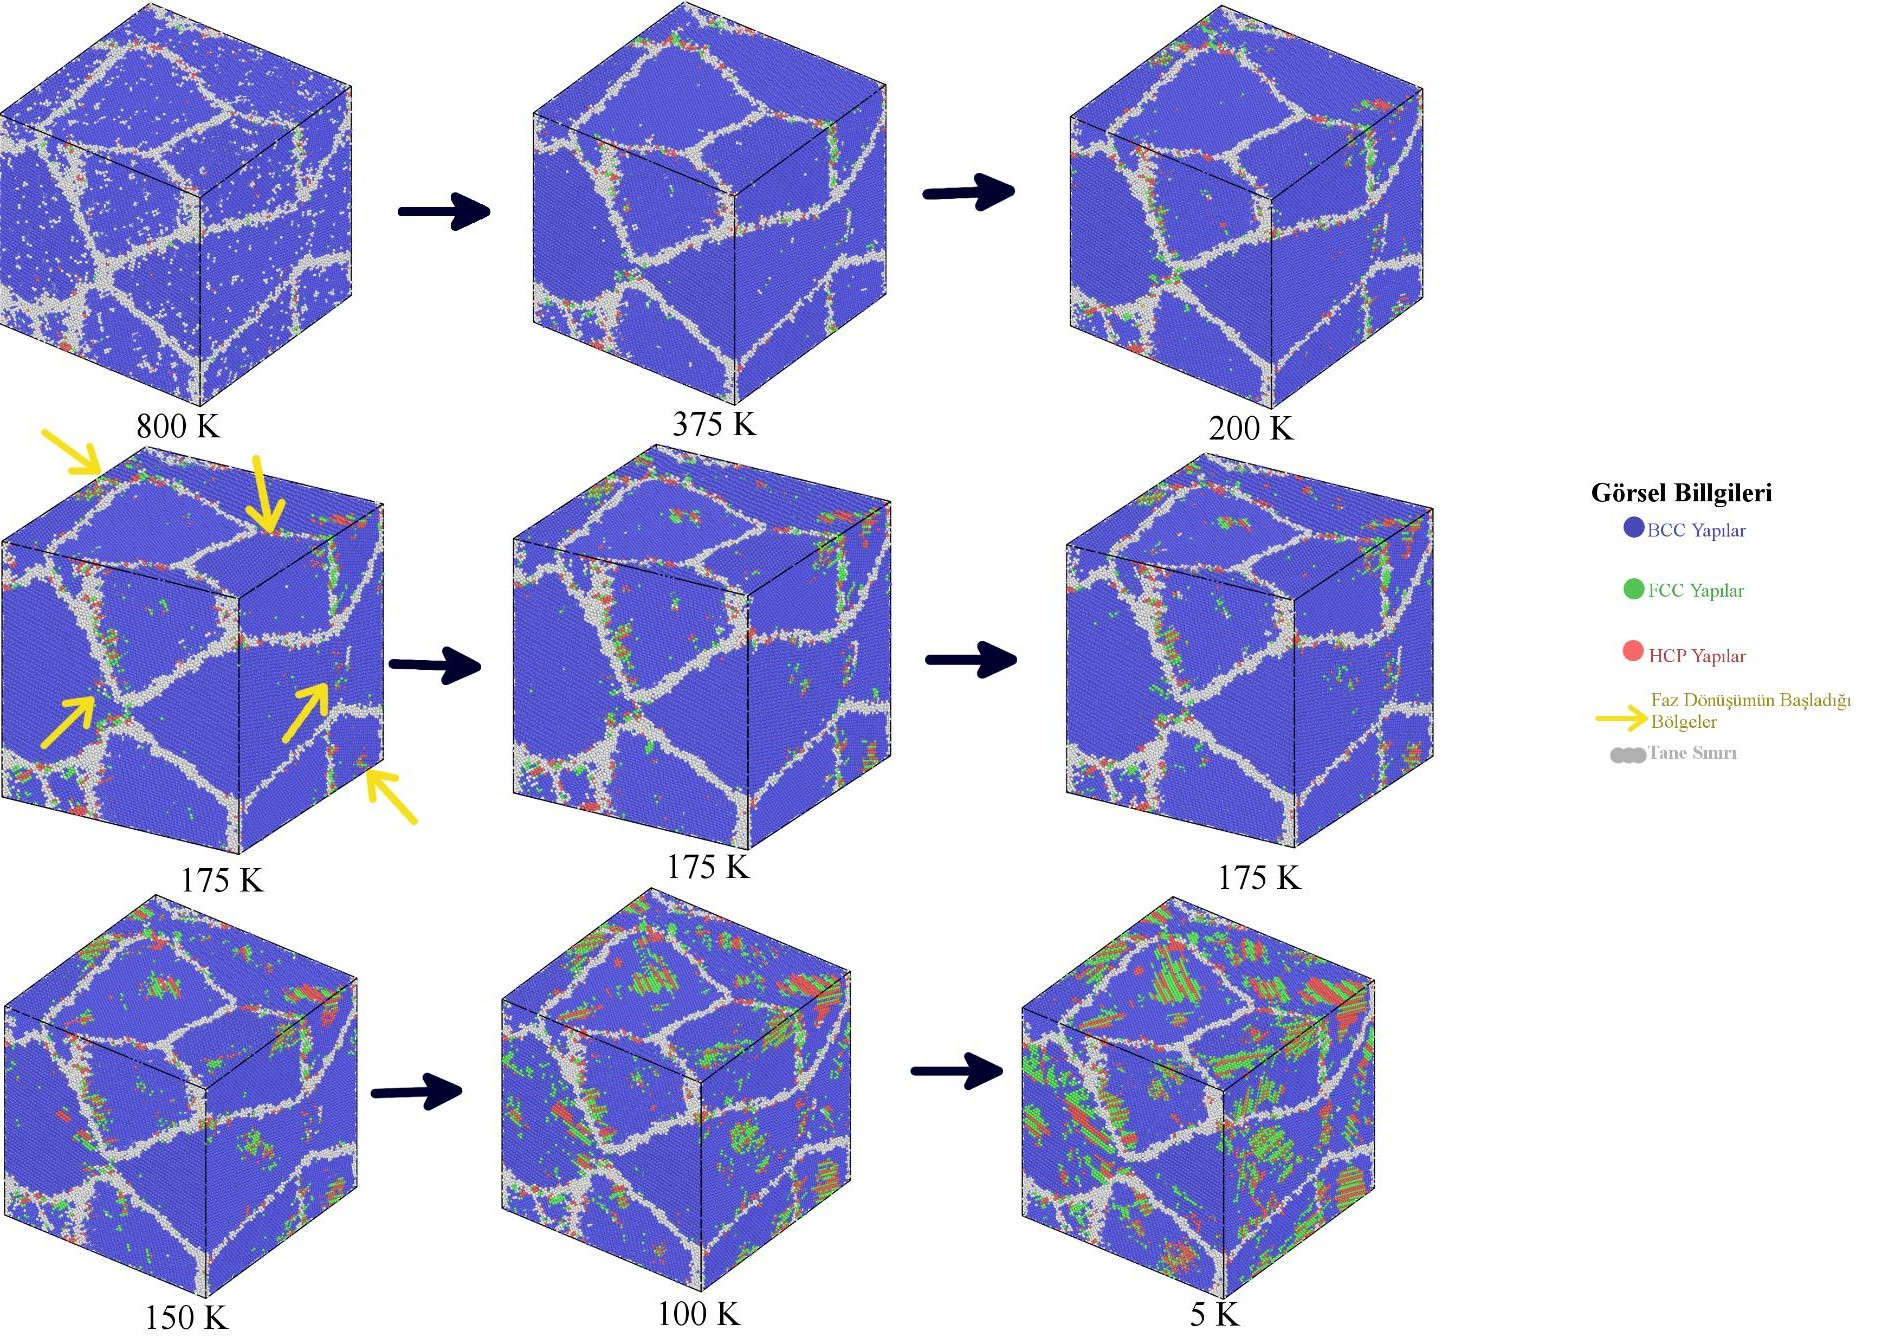 800 K
375 K
200 K
175 K
175 K
175 K
150 K
100 K
5 K
Görsel Billgileri
BCC Yapılar
FCC Yapılar
HCP Yapılar
Faz Dönüşümün Başladığı
Bölgeler
Tane Sınırı